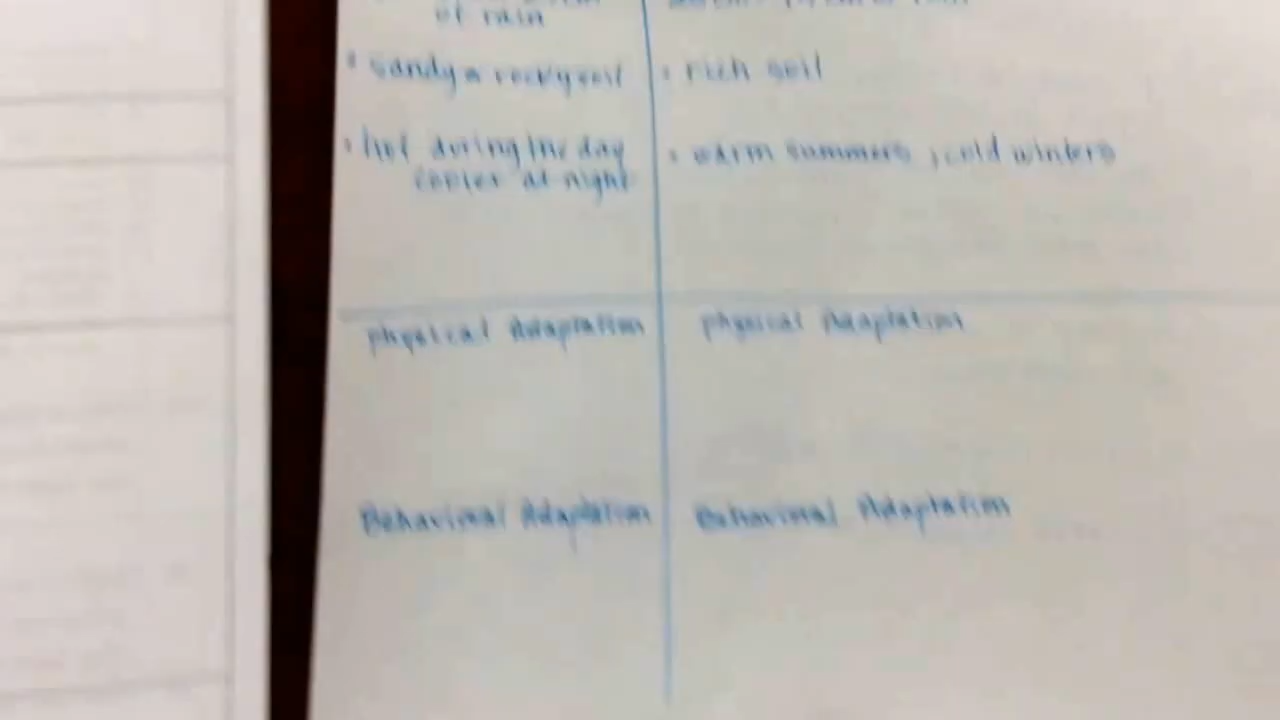 of rain
• sandy & rocky soil
• hot during the day
cooler at night
• rich soil
• warm summers, cold winters
Physical Adaptation
Physical Adaptation
Behavioral Adaptation
Behavioral Adaptation